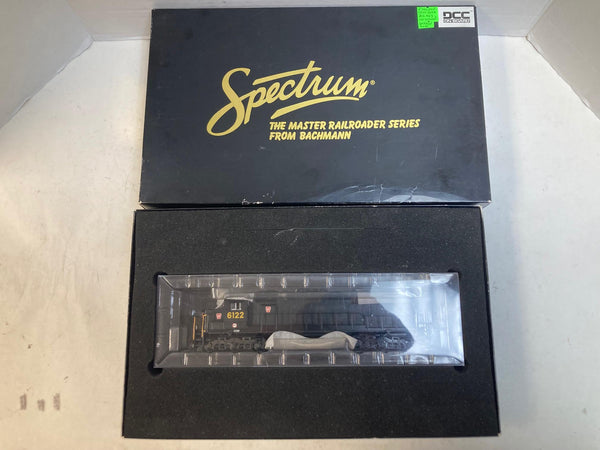 DCC
Spectrum®
THE MASTER RAILROADER SERIES
FROM BACHMANN
6122